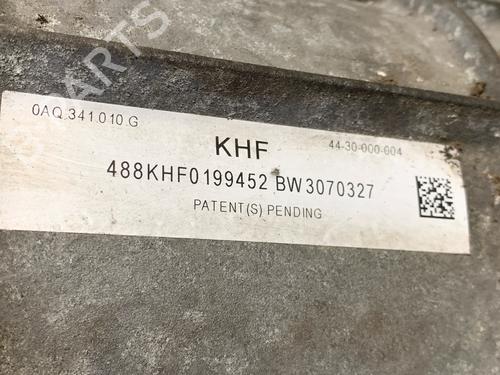 0AQ.341.010.G
KHF
44-30-000-004
488KHF0199452 BW3070327
PATENT(S) PENDING